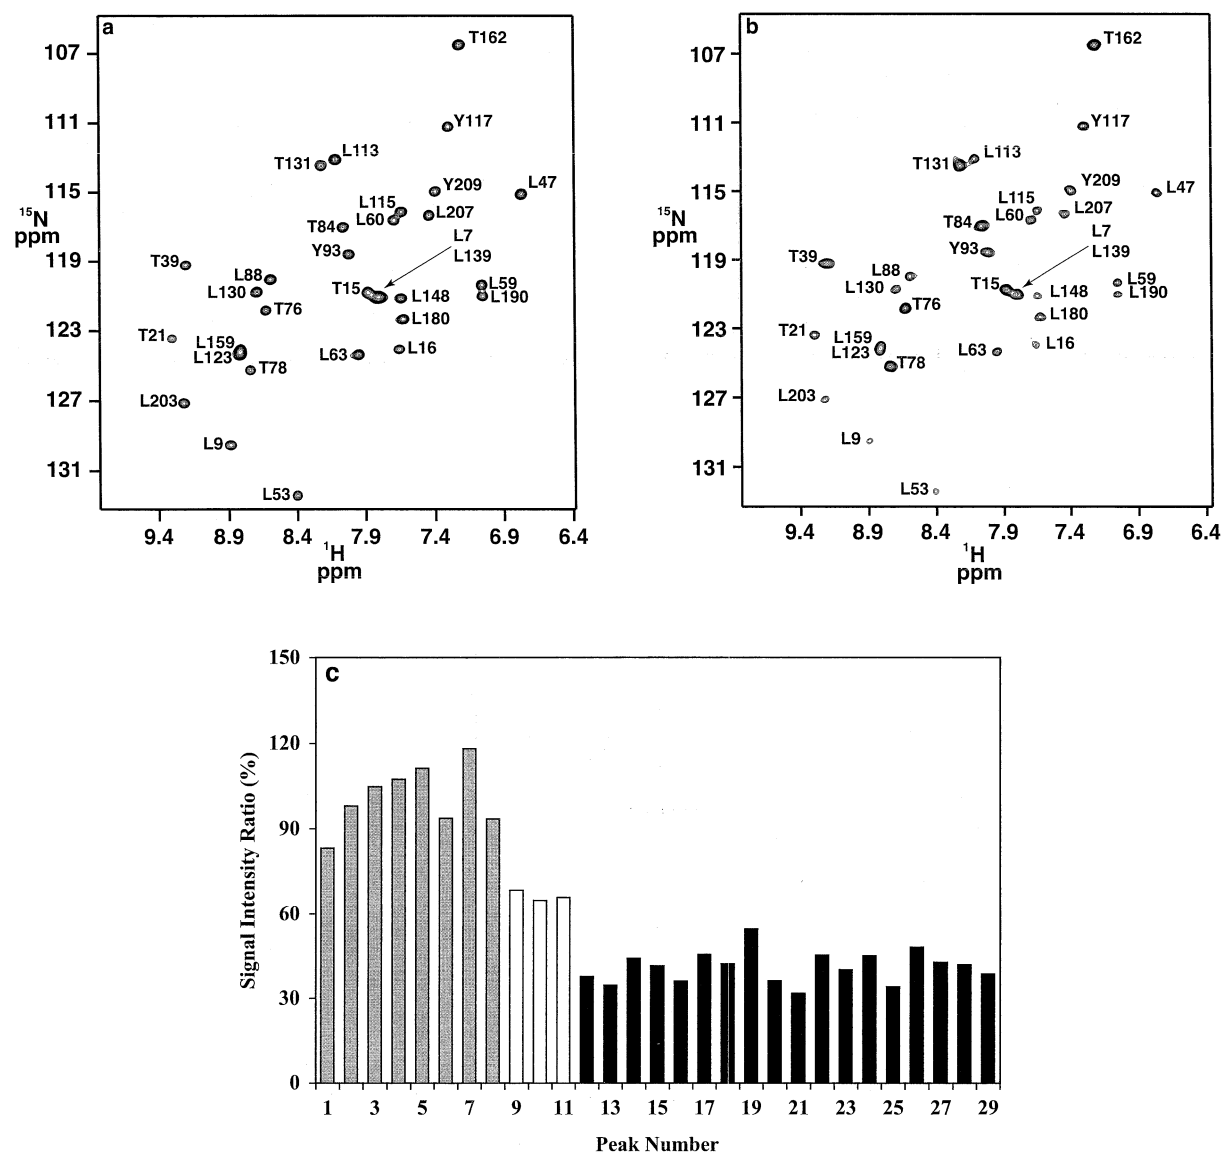 a
107
111
115
119
123
127
131
15N
ppm
T162
Y117
L113
T131
Y209
L47
L115
L60
L207
T84
L7
Y93
L139
T39
L88
T15
L59
L130
L148
L190
T76
L180
T21
L159
L123
L63
L16
T78
L203
L9
L53
9.4 8.9 8.4 7.9 7.4 6.9 6.4
1H
ppm
b
107
111
115
119
123
127
131
15N
ppm
T162
Y117
L113
T131
Y209
L47
L115
L60
L207
T84
L7
Y93
L139
T39
L88
T15
L59
L130
L148
L190
T76
L180
T21
L159
L123
L63
L16
T78
L203
L9
L53
9.4 8.9 8.4 7.9 7.4 6.9 6.4
1H
ppm
c
150
120
90
60
30
0
Signal Intensity Ratio (%)
1 3 5 7 9 11 13 15 17 19 21 23 25 27 29
Peak Number